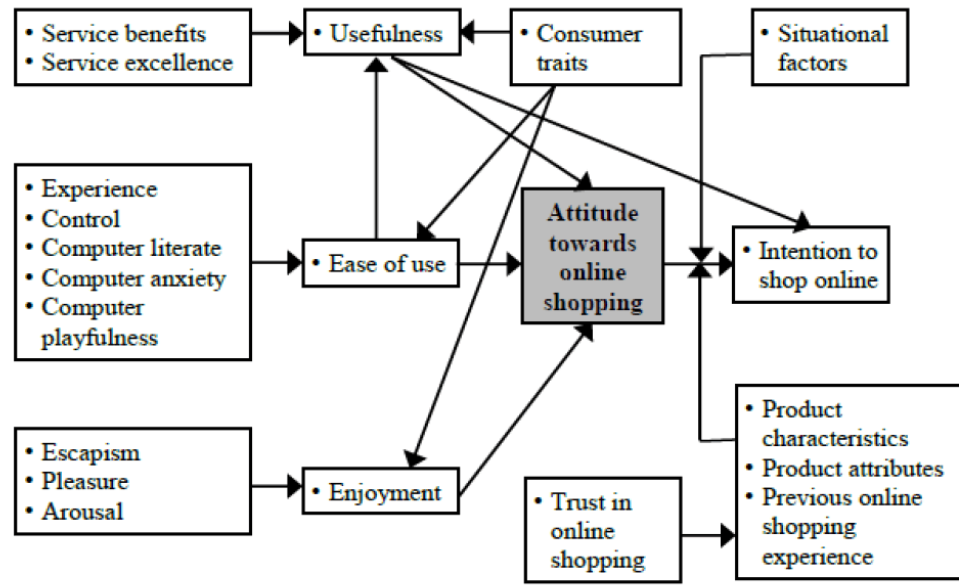 • Service benefits
• Service excellence
• Usefulness
• Consumer
traits
• Situational
factors
• Experience
• Control
• Computer literate
• Computer anxiety
• Computer
playfulness
• Ease of use
Attitude
towards
online
shopping
• Intention to
shop online
• Escapism
• Pleasure
• Arousal
• Enjoyment
• Trust in
online
shopping
• Product
characteristics
• Product attributes
• Previous online
shopping
experience